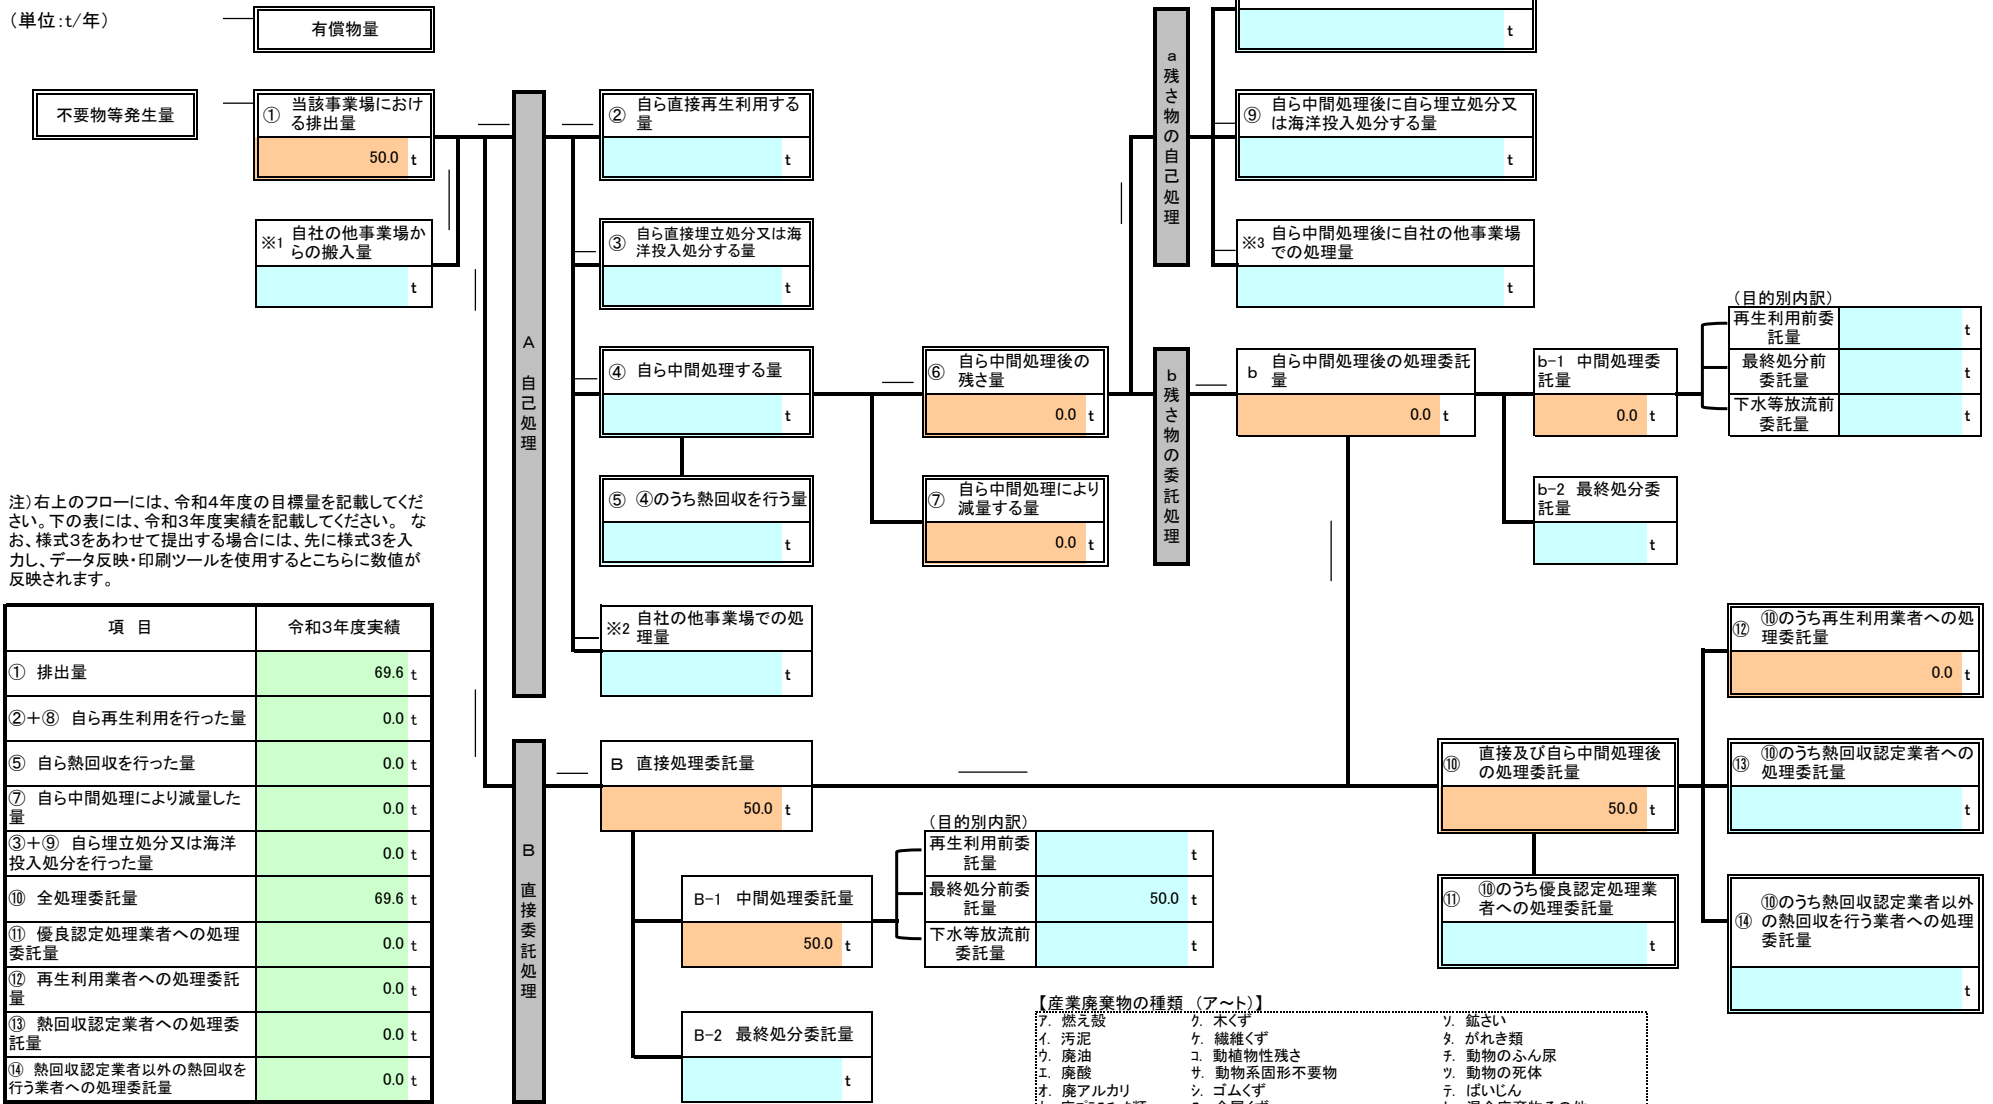 （単位:t/年）
有償物量
t
不要物等発生量
① 当該事業場におけ
る排出量
50.0 t
※1 自社の他事業場か
らの搬入量
t
A 自己処理
② 自ら直接再生利用する
量
t
③ 自ら直接埋立処分又は海
洋投入処分する量
t
④ 自ら中間処理する量
t
⑤ ④のうち熱回収を行う量
t
※2 自社の他事業場での処
理量
t
⑥ 自ら中間処理後の
残さ量
0.0 t
⑦ 自ら中間処理により
減量する量
0.0 t
a 残さ物の自己処理
⑨ 自ら中間処理後に自ら埋立処分又
は海洋投入処分する量
t
※3 自ら中間処理後に自社の他事業場
での処理量
t
b 残さ物の委託処理
b 自ら中間処理後の処理委託
量
0.0 t
b-1 中間処理委
託量
0.0 t
b-2 最終処分委
託量
t
（目的別内訳）
再生利用前委
託量
t
最終処分前
委託量
t
下水等放流前
委託量
t
注）右上のフローには、令和4年度の目標量を記載してくだ
さい。下の表には、令和3年度実績を記載してください。 な
お、様式3をあわせて提出する場合には、先に様式3を入
力し、データ反映・印刷ツールを使用するとこちらに数値が
反映されます。
項 目 令和3年度実績
① 排出量 69.6 t
②＋⑧ 自ら再生利用を行った量 0.0 t
⑤ 自ら熱回収を行った量 0.0 t
⑦ 自ら中間処理により減量した
量 0.0 t
③＋⑨ 自ら埋立処分又は海洋
投入処分を行った量 0.0 t
⑩ 全処理委託量 69.6 t
⑪ 優良認定処理業者への処理
委託量 0.0 t
⑫ 再生利用業者への処理委託
量 0.0 t
⑬ 熱回収認定業者への処理委
託量 0.0 t
⑭ 熱回収認定業者以外の熱回収を
行う業者への処理委託量 0.0 t
B 直接委託処理
B 直接処理委託量
50.0 t
B-1 中間処理委託量
50.0 t
B-2 最終処分委託量
t
（目的別内訳）
再生利用前委
託量
t
最終処分前委
託量
50.0 t
下水等放流前
委託量
t
⑩ 直接及び自ら中間処理後
の処理委託量
50.0 t
⑪ ⑩のうち優良認定処理業
者への処理委託量
t
⑫ ⑩のうち再生利用業者への処
理委託量
0.0 t
⑬ ⑩のうち熱回収認定業者への
処理委託量
t
⑭ ⑩のうち熱回収認定業者以外
の熱回収を行う業者への処理
委託量
t
【産業廃棄物の種類 （ア～ト）】
ア. 燃え殻 ク. 木くず ソ. 鉱さい
イ. 汚泥 ケ. 繊維くず タ. がれき類
ウ. 廃油 コ. 動植物性残さ チ. 動物のふん尿
エ. 廃酸 サ. 動物系固形不要物 ツ. 動物の死体
オ. 廃アルカリ シ. ゴムくず テ. ばいじん